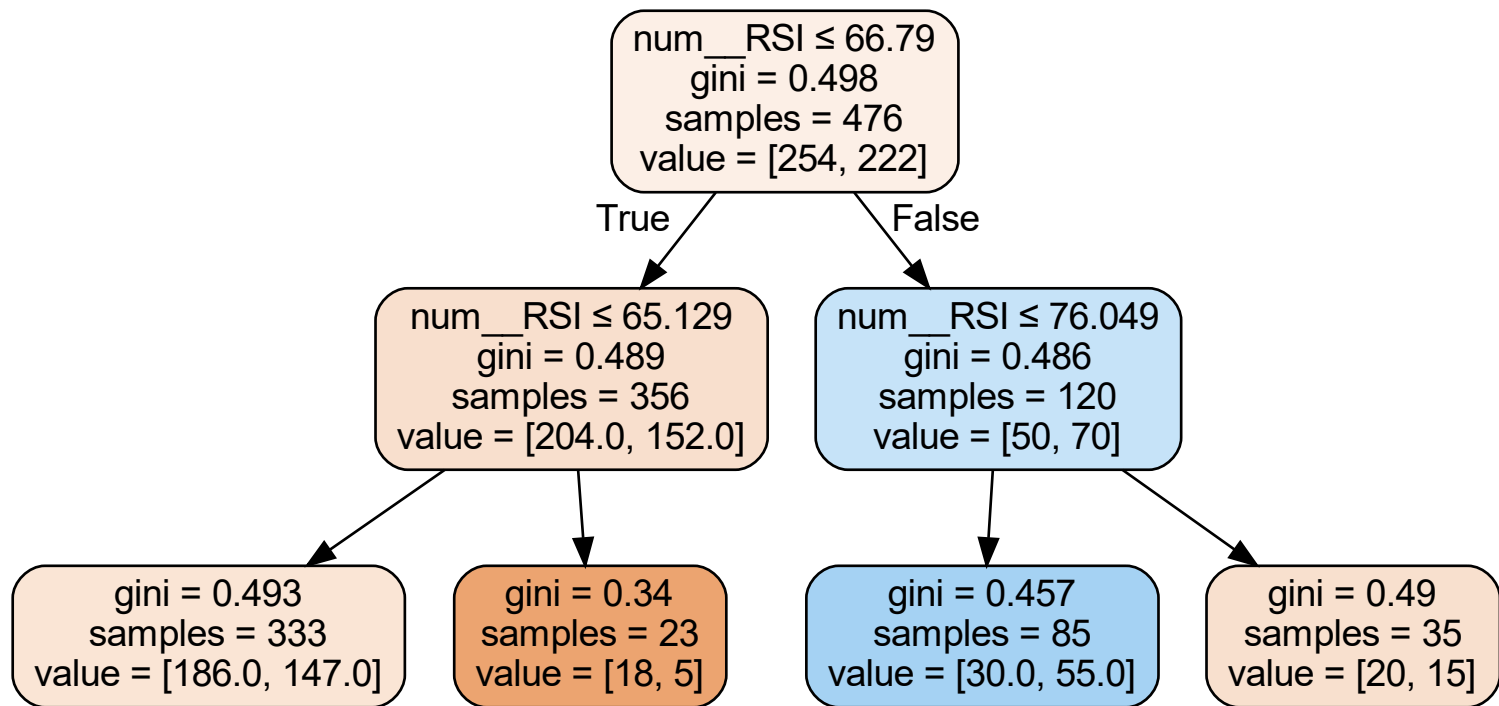 num__RSI ≤ 66.79
gini = 0.498
samples = 476
value = [254, 222]
True
False
num__RSI ≤ 65.129
gini = 0.489
samples = 356
value = [204.0, 152.0]
num__RSI ≤ 76.049
gini = 0.486
samples = 120
value = [50, 70]
gini = 0.493
samples = 333
value = [186.0, 147.0]
gini = 0.34
samples = 23
value = [18, 5]
gini = 0.457
samples = 85
value = [30.0, 55.0]
gini = 0.49
samples = 35
value = [20, 15]